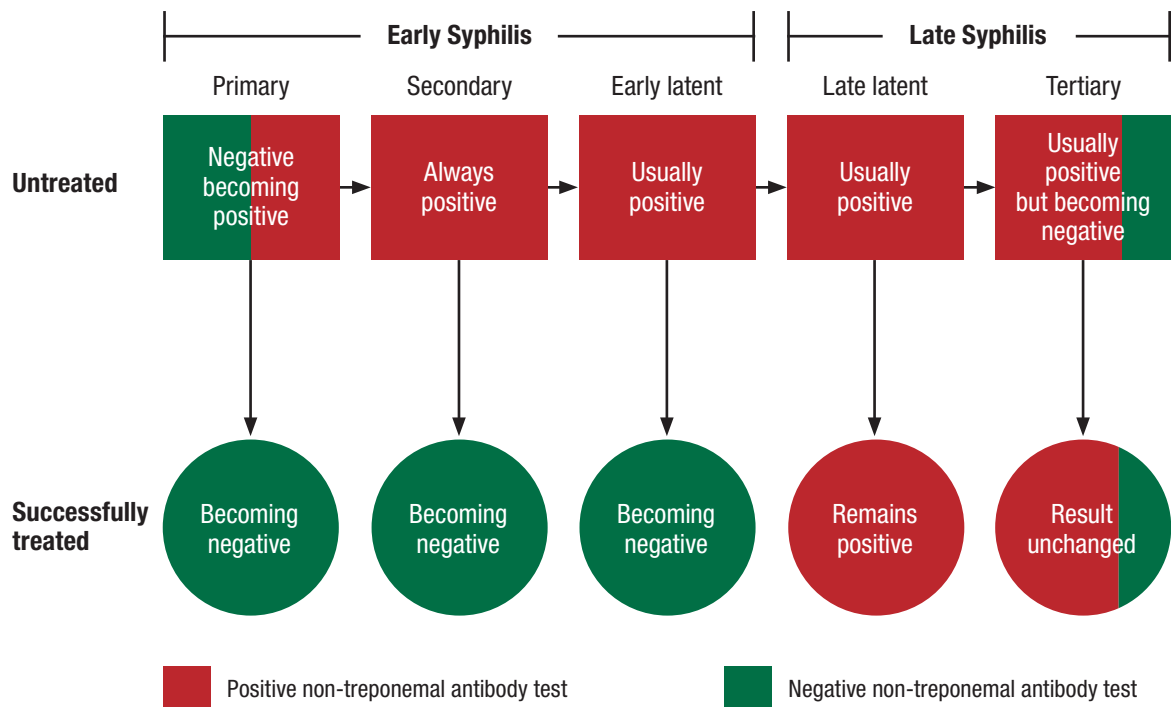 Early Syphilis
Late Syphilis
Primary
Secondary
Early latent
Late latent
Tertiary
Untreated
Negative
becoming
positive
Always
positive
Usually
positive
Usually
positive
Usually
positive
but becoming
negative
Successfully
treated
Becoming
negative
Becoming
negative
Becoming
negative
Remains
positive
Result
unchanged
Positive non-treponemal antibody test
Negative non-treponemal antibody test